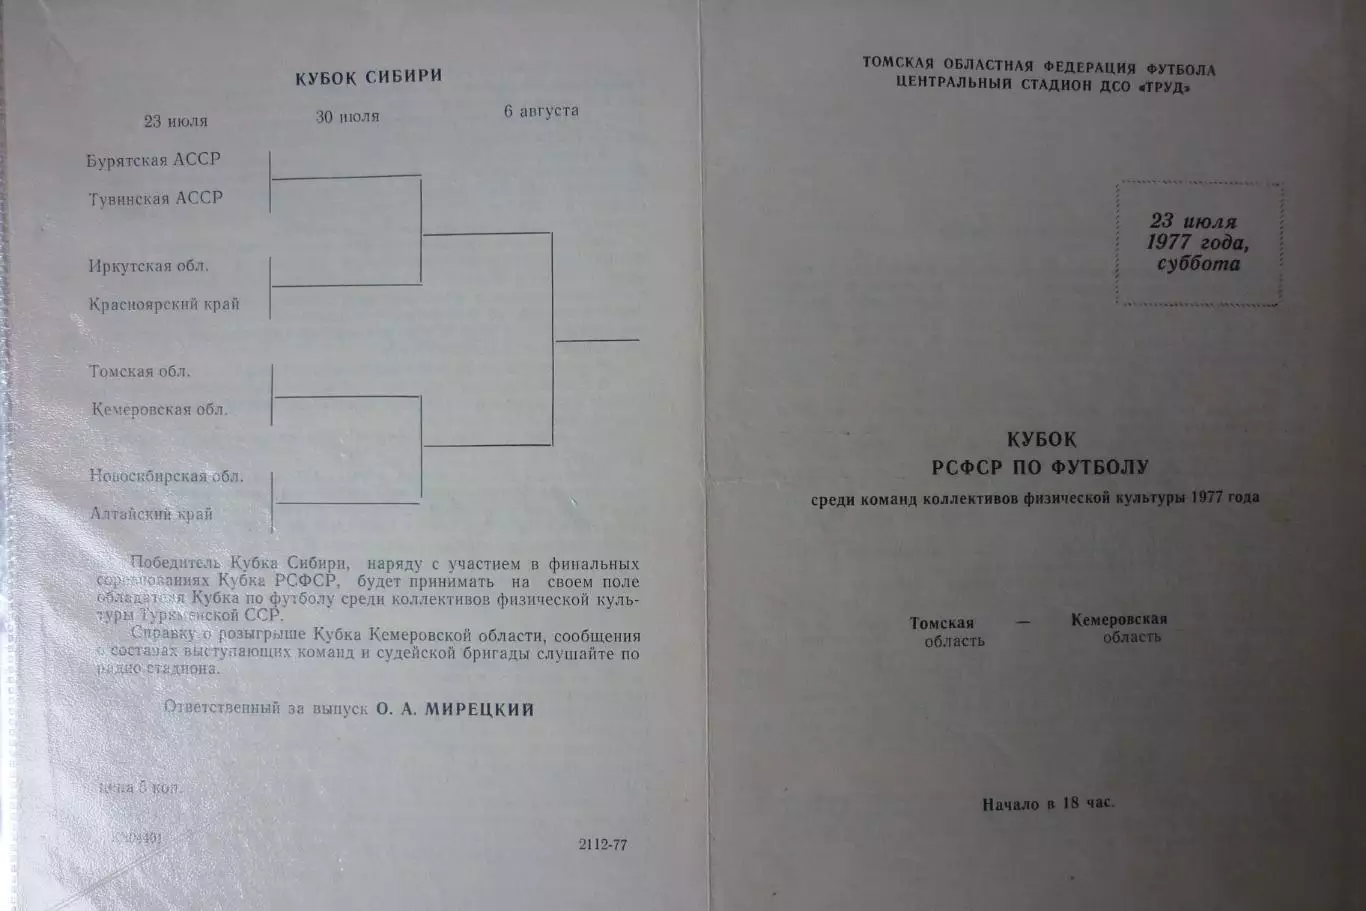 КУБОК СИБИРИ
23 июля 30 июля 6 августа
Бурятская АССР
Тувинская АССР
Иркутская обл.
Красноярский край
Томская обл.
Кемеровская обл.
Новосибирская обл.
Алтайский край
Победитель Кубка Сибири, наряду с участием в финальных
соревнованиях Кубка РСФСР, будет принимать на своем поле
обладателя Кубка по футболу среди коллективов физической куль-
туры Туркменской ССР.
Справку о розыгрыше Кубка Кемеровской области, сообщения
о составах выступающих команд и судейской бригады слушайте по
радио стадиона.
Ответственный за выпуск О. А. МИРЕЦКИЙ
цена 5 коп.
2112-77
ТОМСКАЯ ОБЛАСТНАЯ ФЕДЕРАЦИЯ ФУТБОЛА
ЦЕНТРАЛЬНЫЙ СТАДИОН ДСО «ТРУД»
23 июля
1977 года,
суббота
КУБОК
РСФСР ПО ФУТБОЛУ
среди команд коллективов физической культуры 1977 года
Томская — Кемеровская
область область
Начало в 18 час.